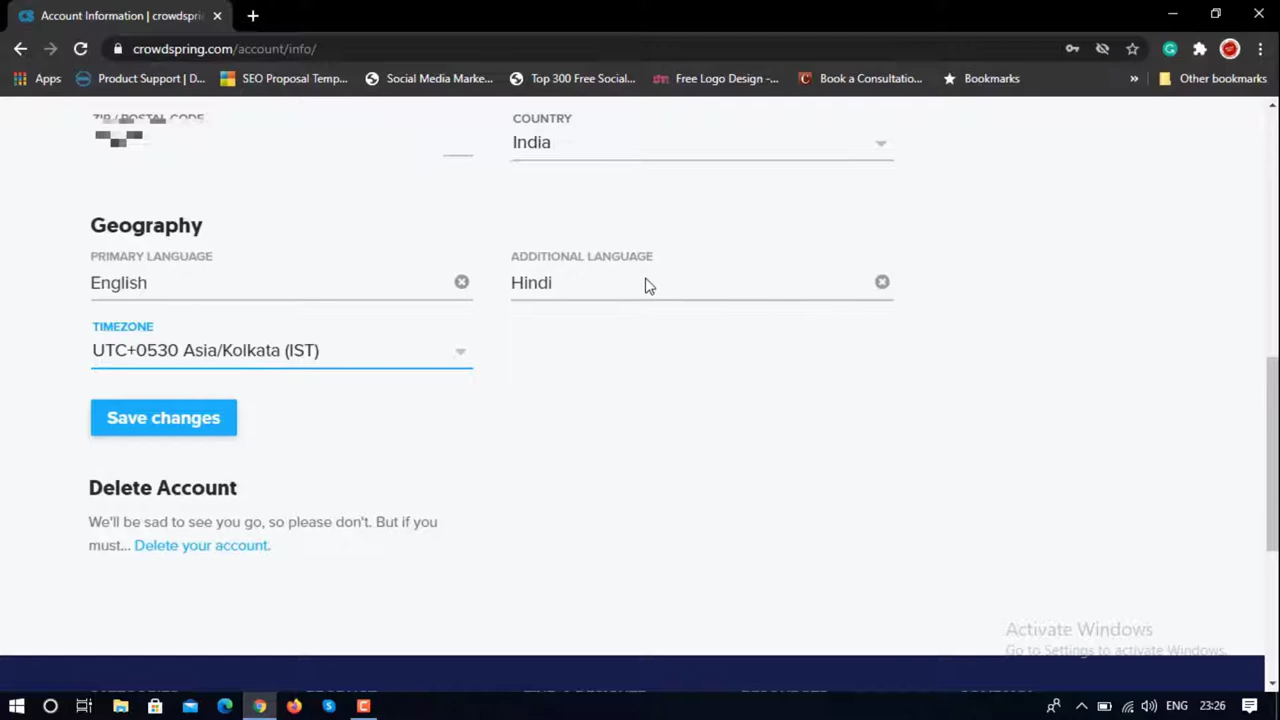 Account Information | crowdspri
crowdspring.com/account/info/
Apps
Product Support | D...
SEO Proposal Temp...
Social Media Marke...
Top 300 Free Social...
Free Logo Design -...
Book a Consultatio...
Bookmarks
»
Other bookmarks
ZIP / POSTAL CODE
COUNTRY
India
Geography
PRIMARY LANGUAGE
ADDITIONAL LANGUAGE
English
Hindi
TIMEZONE
UTC+0530 Asia/Kolkata (IST)
Save changes
Delete Account
We'll be sad to see you go, so please don't. But if you
must... Delete your account.
Activate Windows
Go to Settings to activate Windows.
ENG
23:26